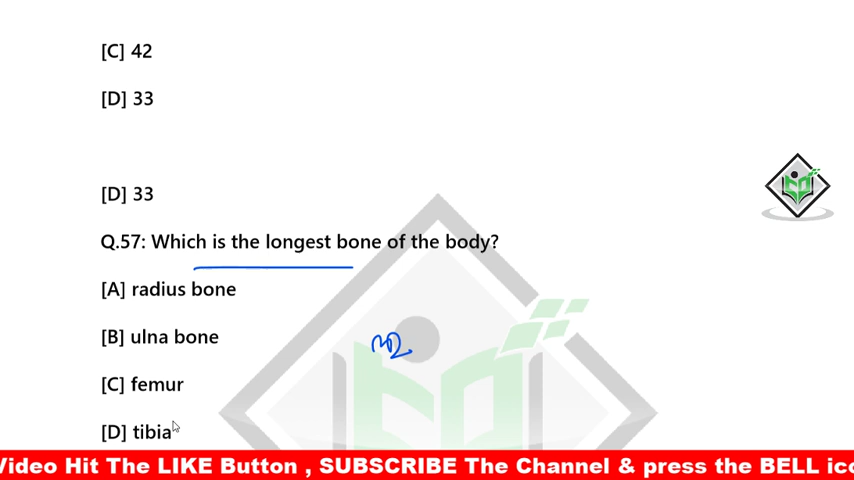 [C] 42
[D] 33
[D] 33
Q.57: Which is the longest bone of the body?
[A] radius bone
[B] ulna bone
[C] femur
[D] tibia
Video Hit The LIKE Button , SUBSCRIBE The Channel & press the BELL ico